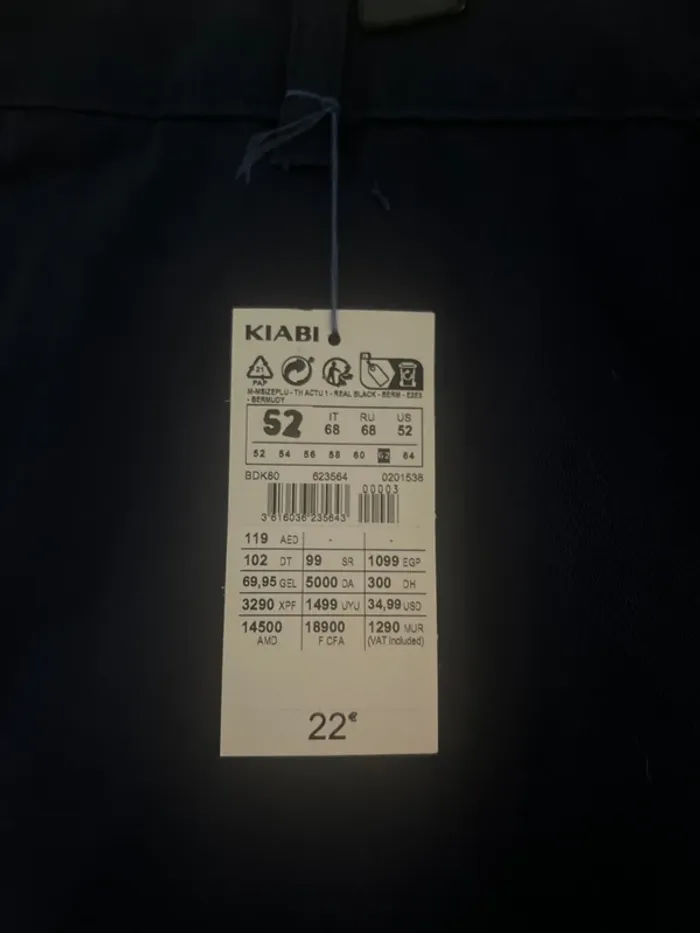 KIABI
21
PAP
M-MSIZEPLU - TH ACTU 1 - REAL BLACK - BERM - E2E3
- BERMUDY
62 IT 68 RU 68 US 52
52 54 56 58 60 62 64
BDK60 623564 0201538
00003
3 616036 235643
119 AED - -
102 DT 99 SR 1099 EGP
69,95 GEL 5000 DA 300 DH
3290 XPF 1499 UYU 34,99 USD
14500 AMD 18900 F CFA 1290 MUR
(VAT included)
22€